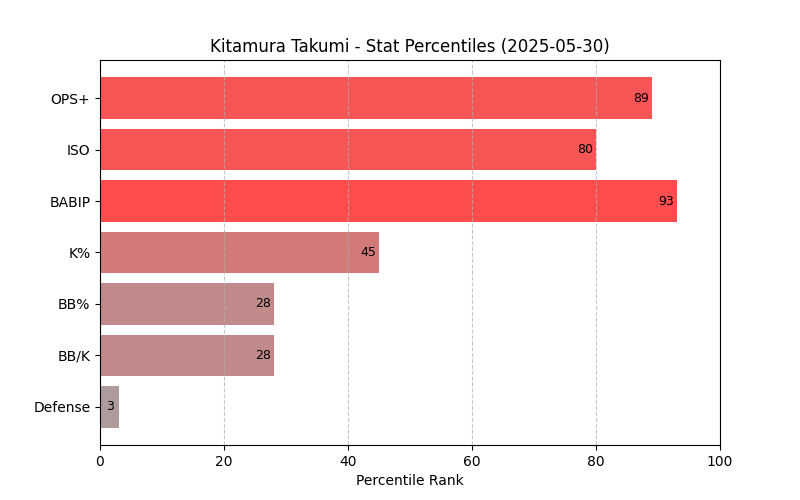 Kitamura Takumi - Stat Percentiles (2025-05-30)
OPS+ 89
ISO 80
BABIP 93
K% 45
BB% 28
BB/K 28
Defense 3
0 20 40 60 80 100
Percentile Rank